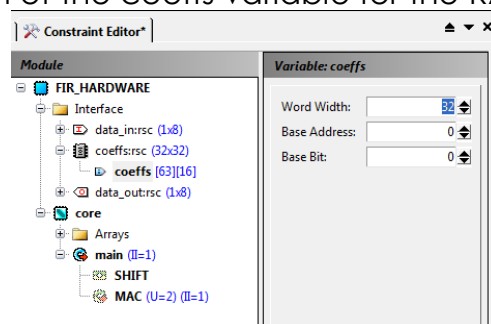 For the coeffs variable for the R
Constraint Editor*
Module
FIR_HARDWARE
Interface
data_in:rsc (1x8)
coeffs:rsc (32x32)
coeffs [63][16]
data_out:rsc (1x8)
core
Arrays
main (II=1)
SHIFT
MAC (U=2) (II=1)
Variable: coeffs
Word Width: 32
Base Address: 0
Base Bit: 0